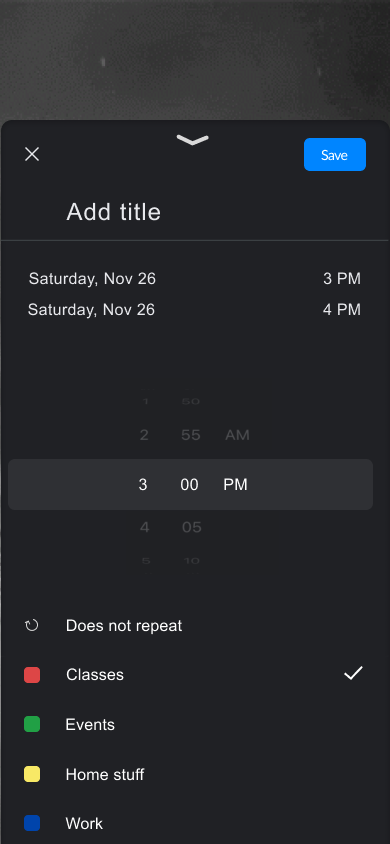 Save
Add title
Saturday, Nov 26 3 PM
Saturday, Nov 26 4 PM
1 50
2 55 AM
3 00 PM
4 05
5 10
Does not repeat
Classes
Events
Home stuff
Work